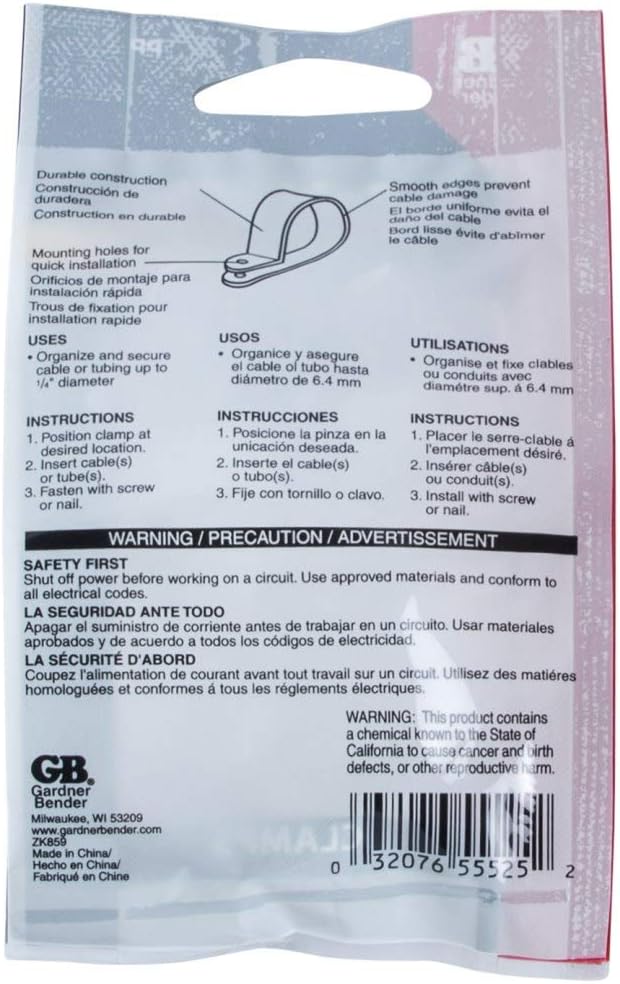 Durable construction
Construcción de
duradera
Construction en durable
Smooth edges prevent
cable damage
El borde uniforme evita el
daño del cable
Bord lisse évite d'abîmer
le câble
Mounting holes for
quick installation
Orificios de montaje para
instalación rápida
Trous de fixation pour
installation rapide
USES
• Organize and secure
cable or tubing up to
1/4" diameter
USOS
• Organice y asegure
el cable ol tubo hasta
diámetro de 6.4 mm
UTILISATIONS
• Organise et fixe clables
ou conduits avec
diamétre sup. á 6.4 mm
INSTRUCTIONS
1. Position clamp at
desired location.
2. Insert cable(s)
or tube(s).
3. Fasten with screw
or nail.
INSTRUCCIONES
1. Posicione la pinza en la
unicación deseada.
2. Inserte el cable(s)
o tubo(s).
3. Fije con tornillo o clavo.
INSTRUCTIONS
1. Placer le serre-clable á
l'emplacement désiré.
2. Insérer câble(s)
ou conduit(s).
3. Install with screw
or nail.
WARNING / PRECAUTION / ADVERTISSEMENT
SAFETY FIRST
Shut off power before working on a circuit. Use approved materials and conform to
all electrical codes.
LA SEGURIDAD ANTE TODO
Apagar el suministro de corriente antes de trabajar en un circuito. Usar materiales
aprobados y de acuerdo a todos los códigos de electricidad.
LA SÉCURITÉ D'ABORD
Coupez l'alimentation de courant avant tout travail sur un circuit. Utilisez des matiéres
homologuées et conformes á tous les réglements électriques.
WARNING: This product contains
a chemical known to the State of
California to cause cancer and birth
defects, or other reproductive harm.
GB.
Gardner
Bender
Milwaukee, WI 53209
www.gardnerbender.com
ZK859
Made in China/
Hecho en China/
Fabriqué en Chine
0 32076 55525 2